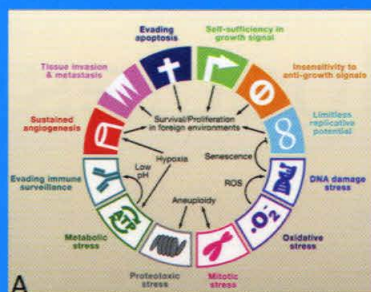 Evading
apoptosis
Self-sufficiency in
growth signal
Tissue invasion
& metastasis
Insensitivity to
anti-growth signals
Sustained
angiogenesis
Survival/Proliferation
in foreign environments
Limitless
replicative
potential
Hypoxia
Senescence
Evading immune
surveillance
Low
pH
ROS
DNA damage
stress
Aneuploidy
ATP
O2
Metabolic
stress
Oxidative
stress
Proteotoxic
stress
Mitotic
stress
A